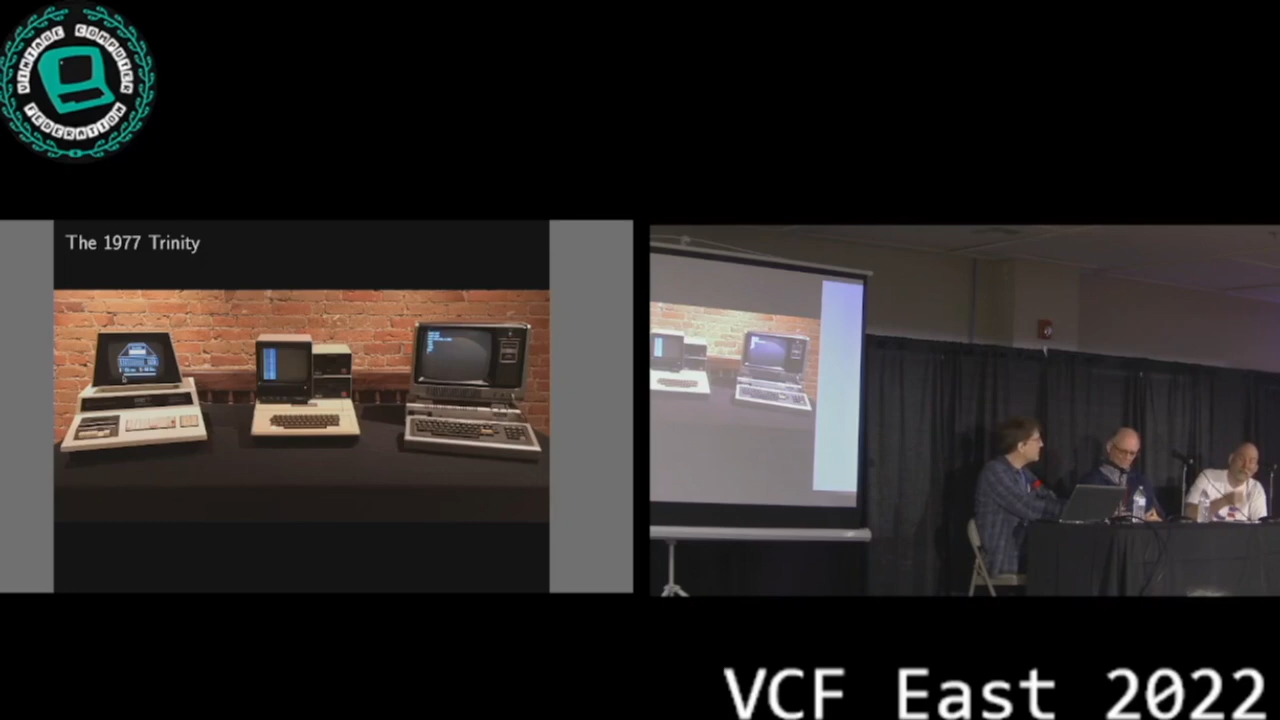 VINTAGE COMPUTER
FEDERATION
The 1977 Trinity
VCF East 2022